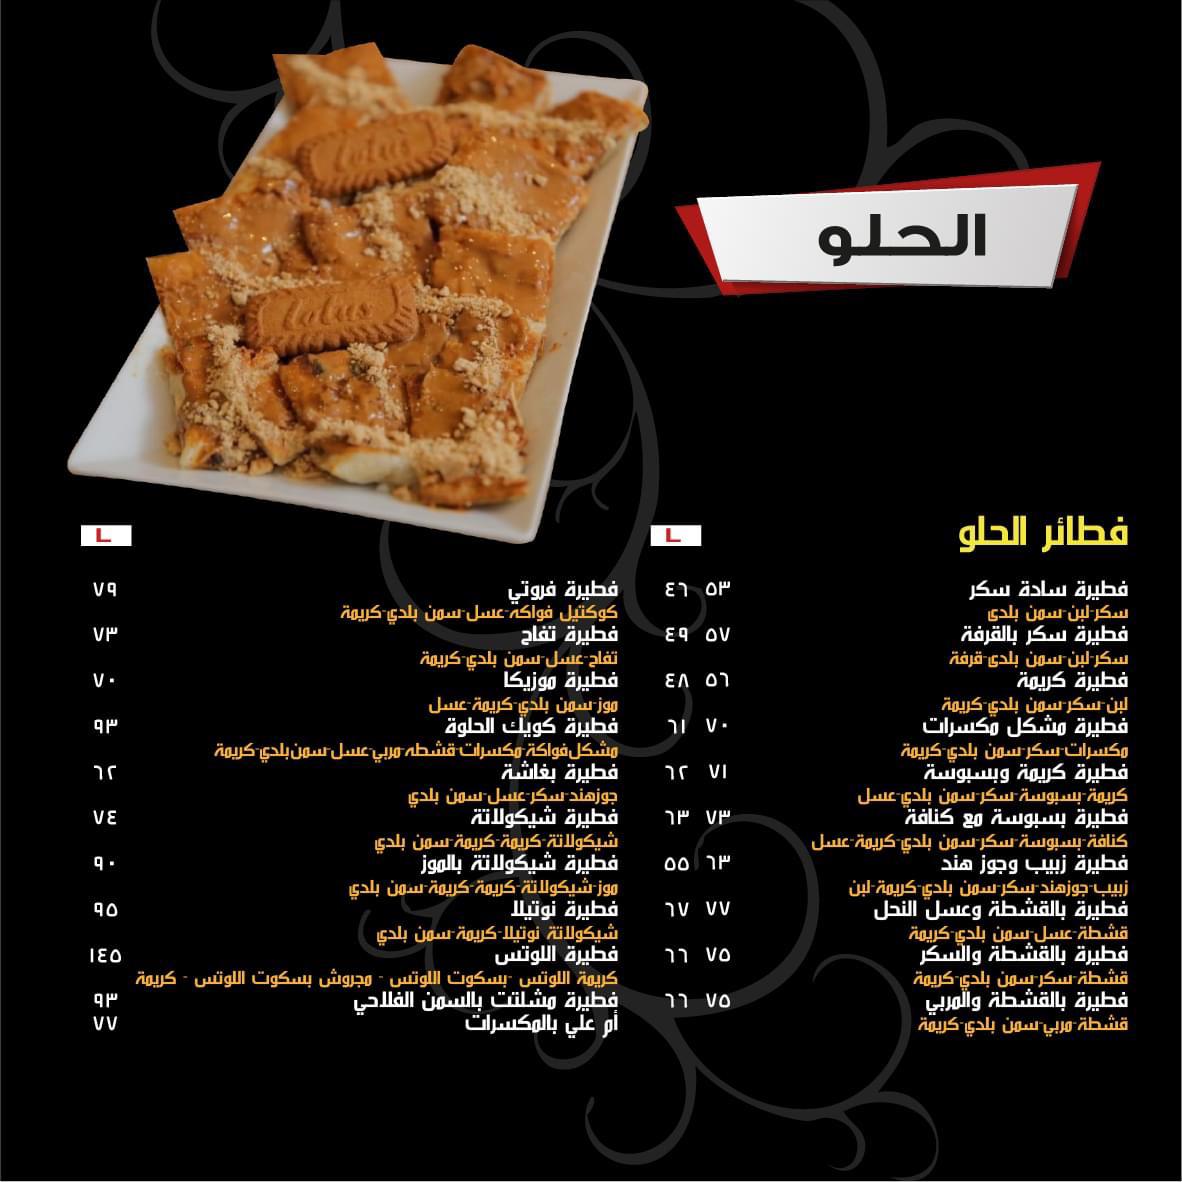 lotus
lotus
الحلو
فطائر الحلو
L
فطيرة سادة سكر ٥٣ ٤٦
سكر-لبن-سمن بلدى
فطيرة سكر بالقرفة ٥٧ ٤٩
سكر-لبن-سمن بلدى-قرفة
فطيرة كريمة ٥٦ ٤٨
لبن-سكر-سمن بلدي-كريمة
فطيرة مشكل مكسرات ٧٠ ٦١
مكسرات-سكر-سمن بلدي-كريمة
فطيرة كريمة وبسبوسة ٧١ ٦٢
كريمة-بسبوسة-سكر-سمن بلدي-عسل
فطيرة بسبوسة مع كنافة ٧٣ ٦٣
كنافة-بسبوسة-سكر-سمن بلدي-كريمة-عسل
فطيرة زبيب وجوز هند ٦٣ ٥٥
زبيب-جوزهند-سكر-سمن بلدي-كريمة-لبن
فطيرة بالقشطة وعسل النحل ٧٧ ٦٧
قشطة-عسل-سمن بلدي-كريمة
فطيرة بالقشطة والسكر ٧٥ ٦٦
قشطة-سكر-سمن بلدي-كريمة
فطيرة بالقشطة والمربي ٧٥ ٦٦
قشطة-مربي-سمن بلدي-كريمة
L
فطيرة فروتي ٧٩
كوكتيل فواكه-عسل-سمن بلدي-كريمة
فطيرة تفاح ٧٣
تفاح-عسل-سمن بلدي-كريمة
فطيرة موزيكا ٧٠
موز-سمن بلدي-كريمة-عسل
فطيرة كويك الحلوة ٩٣
مشكل فواكة-مكسرات-قشطه-مربي-عسل-سمن بلدي-كريمة
فطيرة بغاشة ٦٢
جوزهند-سكر-عسل-سمن بلدي
فطيرة شيكولاتة ٧٤
شيكولاتة-كريمة-كريمة-سمن بلدي
فطيرة شيكولاتة بالموز ٩٠
موز-شيكولاتة-كريمة-كريمة-سمن بلدي
فطيرة نوتيلا ٩٥
شيكولاتة نوتيلا-كريمة-سمن بلدي
فطيرة اللوتس ١٤٥
كريمة اللوتس -بسكوت اللوتس - مجروش بسكوت اللوتس - كريمة
فطيرة مشلتت بالسمن الفلاحي ٩٣
أم علي بالمكسرات ٧٧